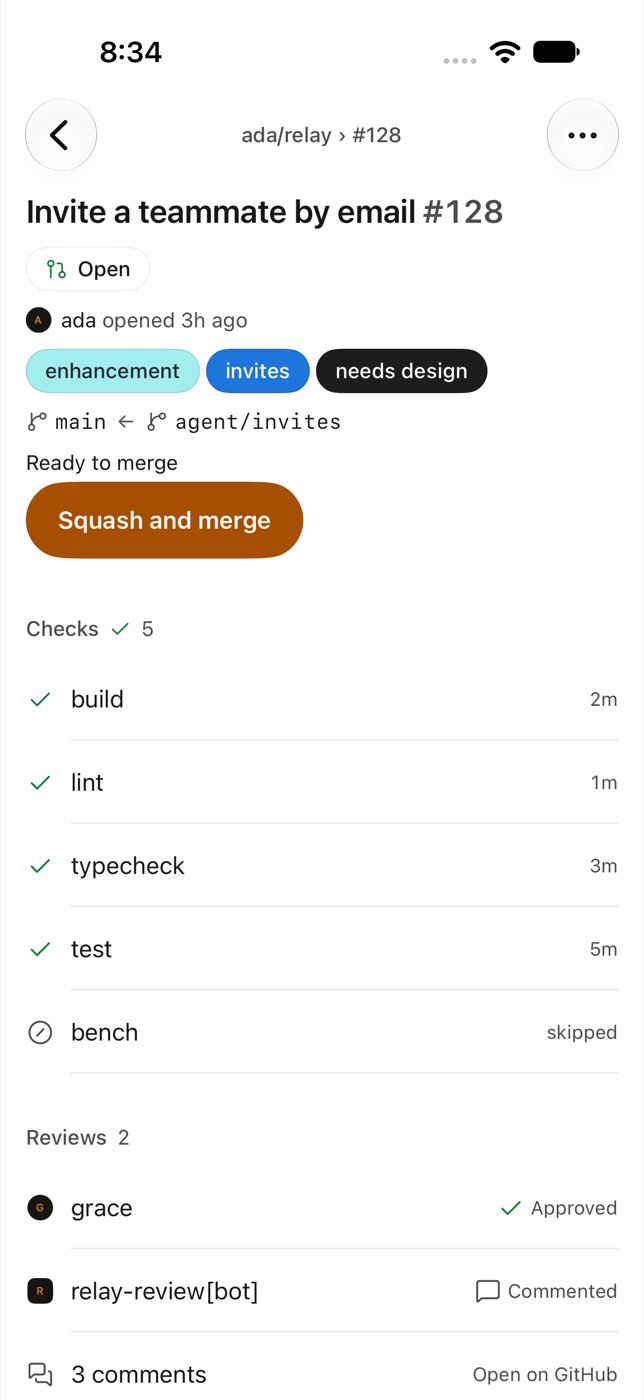 8:34
ada/relay › #128
Invite a teammate by email #128
Open
A ada opened 3h ago
enhancement invites needs design
main ← agent/invites
Ready to merge
Squash and merge
Checks 5
build 2m
lint 1m
typecheck 3m
test 5m
bench skipped
Reviews 2
G grace Approved
R relay-review[bot] Commented
3 comments Open on GitHub